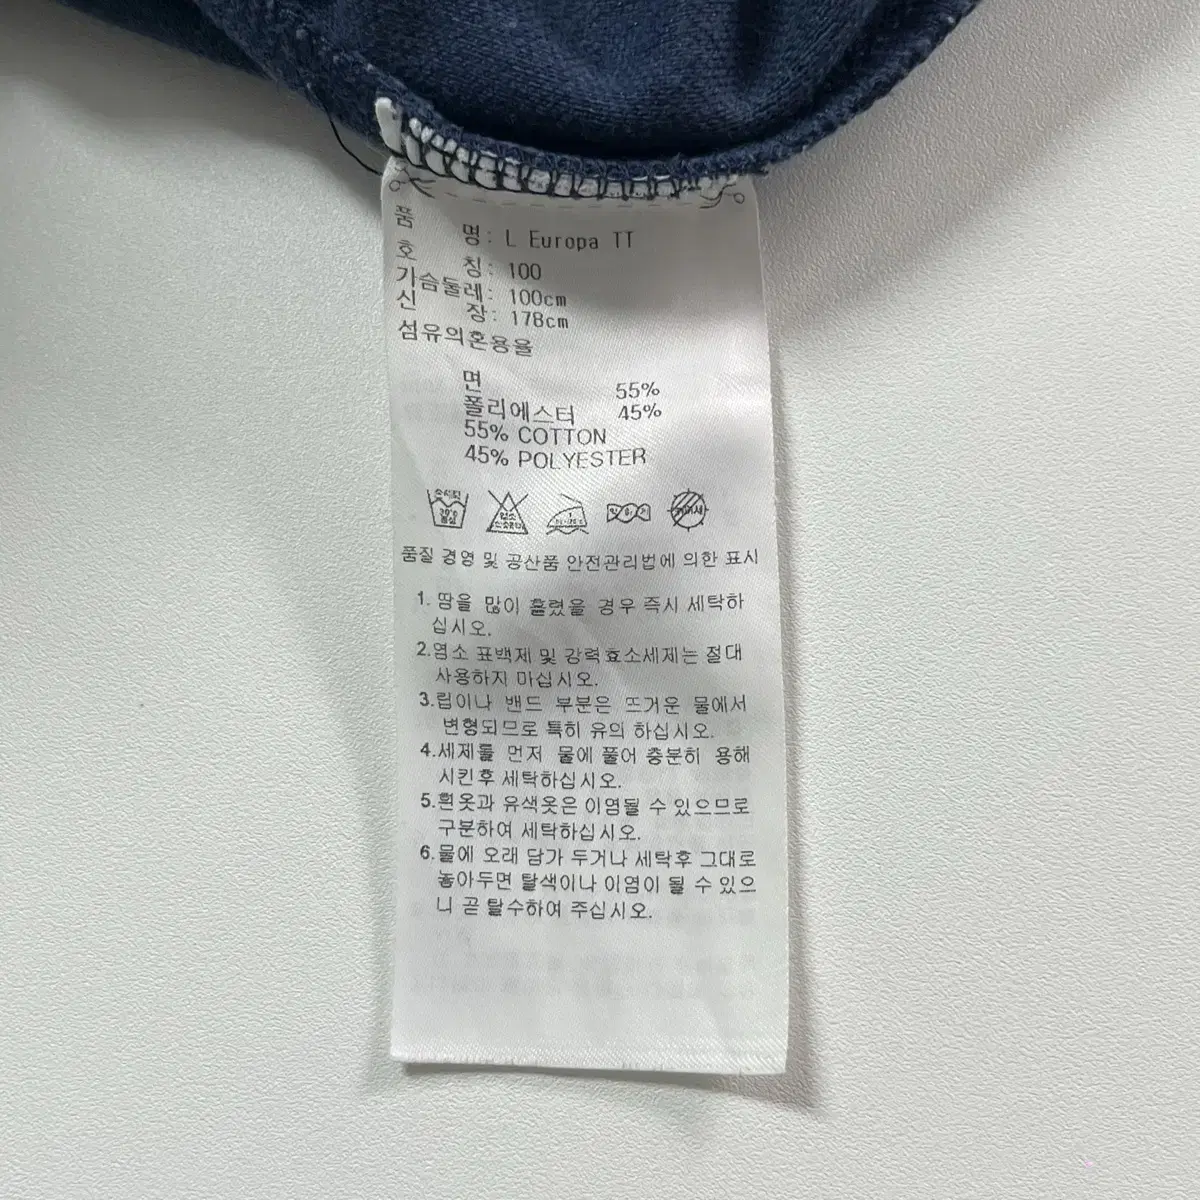 품 명: L Europa TT
호 칭: 100
가슴둘레: 100cm
신 장: 178cm
섬유의혼용율
면 55%
폴리에스터 45%
55% COTTON
45% POLYESTER
품질 경영 및 공산품 안전관리법에 의한 표시
1. 땀을 많이 흘렸을 경우 즉시 세탁하
십시오.
2.염소 표백제 및 강력효소세제는 절대
사용하지 마십시오.
3.립이나 밴드 부분은 뜨거운 물에서
변형되므로 특히 유의 하십시오.
4.세제를 먼저 물에 풀어 충분히 용해
시킨후 세탁하십시오.
5.흰옷과 유색옷은 이염될 수 있으므로
구분하여 세탁하십시오.
6.물에 오래 담가 두거나 세탁후 그대로
놓아두면 탈색이나 이염이 될 수 있으
니 곧 탈수하여 주십시오.